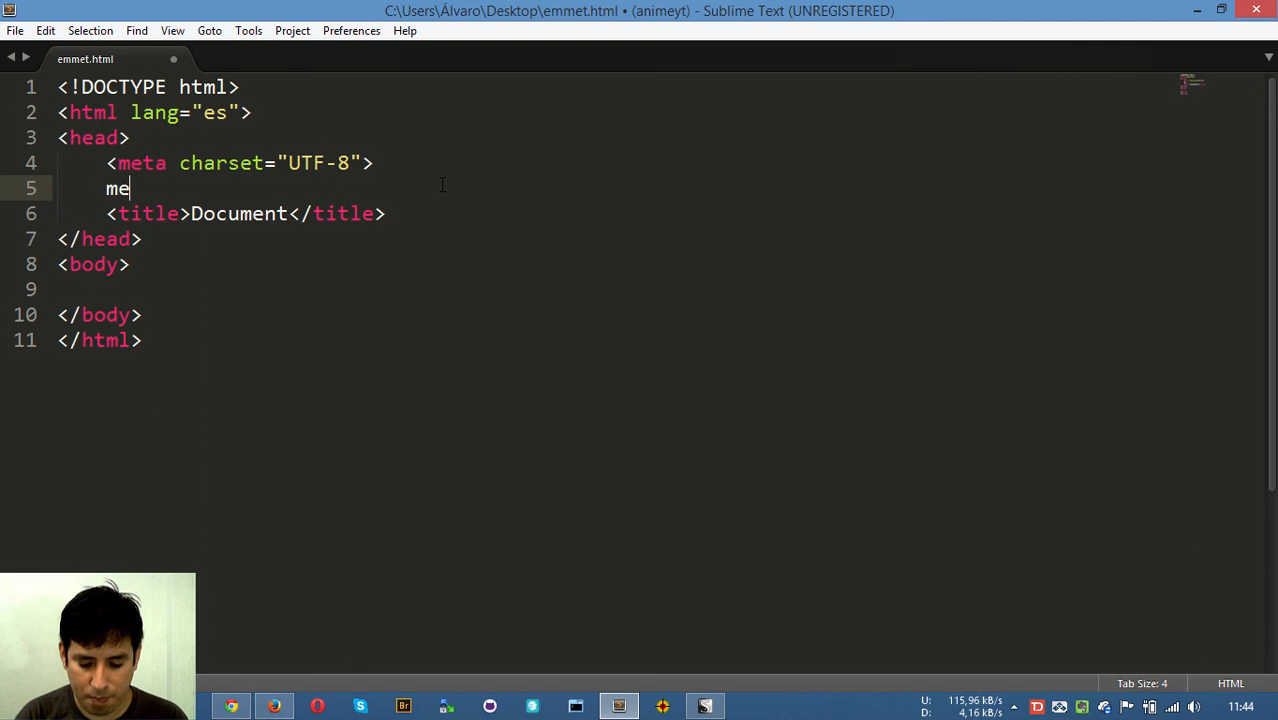 C:\Users\Álvaro\Desktop\emmet.html • (animeyt) - Sublime Text (UNREGISTERED)
File Edit Selection Find View Goto Tools Project Preferences Help
emmet.html
1 <!DOCTYPE html>
2 <html lang="es">
3 <head>
4 <meta charset="UTF-8">
5 me
6 <title>Document</title>
7 </head>
8 <body>
9
10 </body>
11 </html>
Tab Size: 4 HTML
Br
U: 115,96 kB/s
D: 4,16 kB/s
TD
11:44